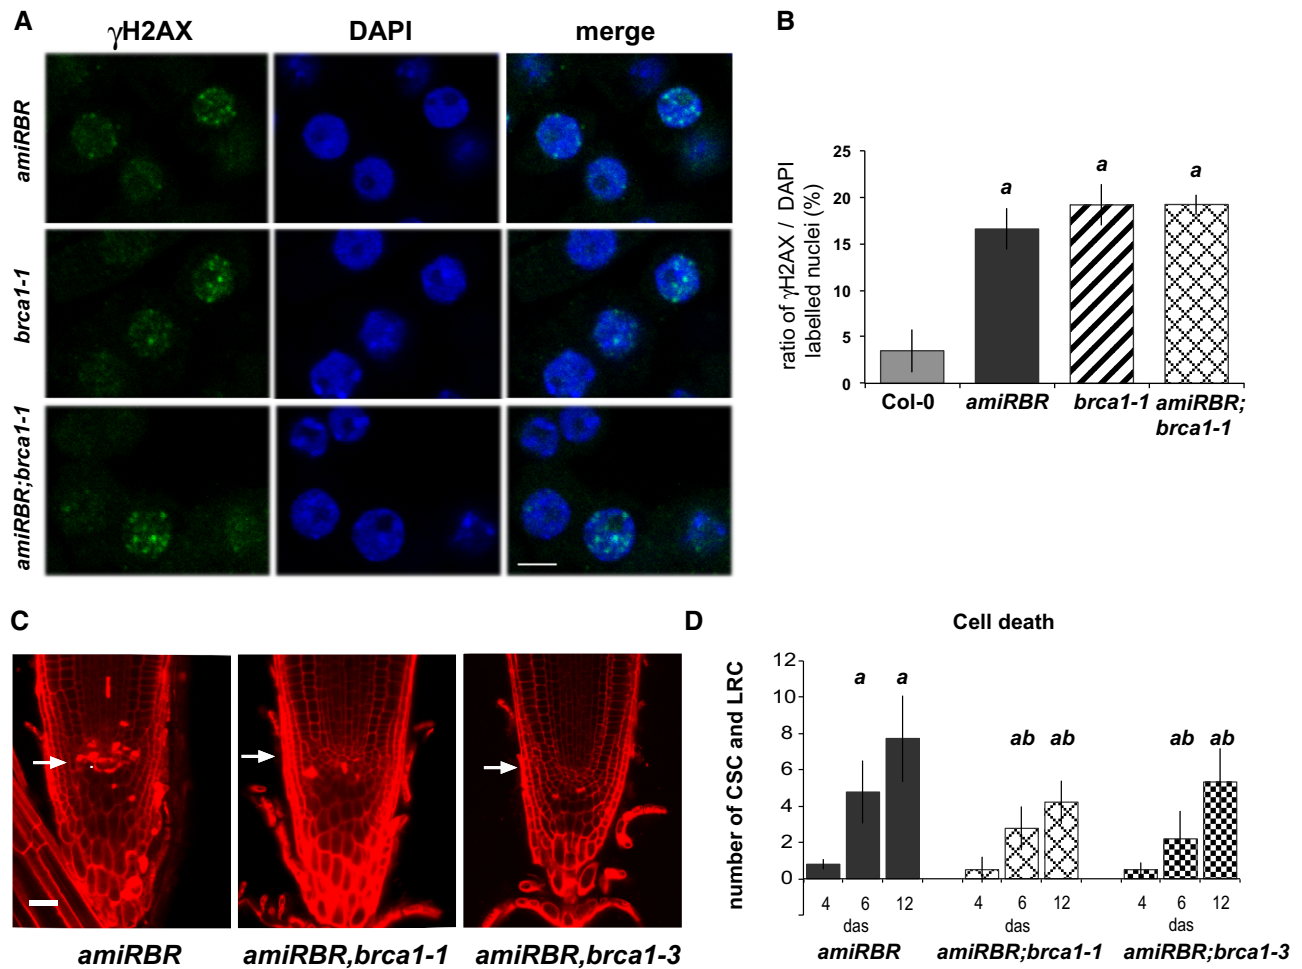 A
γH2AX
DAPI
merge
amiRBR
brca1-1
amiRBR;brca1-1
B
ratio of γH2AX / DAPI
labelled nuclei (%)
25
20
15
10
5
0
a
a
a
Col-0
amiRBR
brca1-1
amiRBR;
brca1-1
C
amiRBR
amiRBR,brca1-1
amiRBR,brca1-3
D
Cell death
number of CSC and LRC
12
10
8
6
4
2
0
a
a
ab
ab
ab
ab
4 6 12
das
amiRBR
4 6 12
das
amiRBR;brca1-1
4 6 12
das
amiRBR;brca1-3